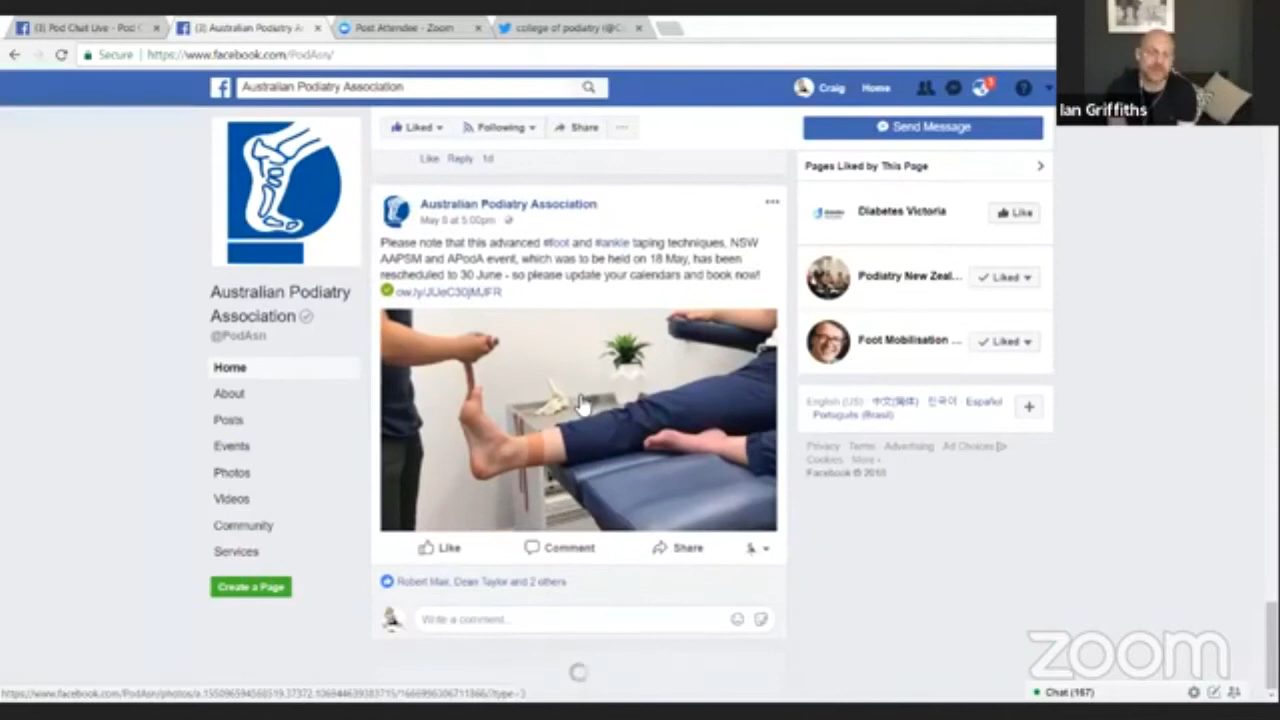 (3) Pod Chat Live - Pod C
(3) Australian Podiatry A
Post Attendee - Zoom
college of podiatry (@C
Secure | https://www.facebook.com/PodAsn/
Australian Podiatry Association
Craig
Home
Ian Griffiths
Liked
Following
Share
Send Message
Like Reply 1d
Pages Liked by This Page
Australian Podiatry Association
May 8 at 5:00pm
Diabetes Victoria
Like
Please note that this advanced #foot and #ankle taping techniques, NSW
AAPSM and APodA event, which was to be held on 18 May, has been
rescheduled to 30 June - so please update your calendars and book now!
ow.ly/JUeC30jMJFR
Podiatry New Zeal...
Liked
Foot Mobilisation ...
Liked
Australian Podiatry
Association
@PodAsn
Home
About
Posts
Events
Photos
Videos
Community
Services
Create a Page
English (US) · 中文(简体) · 한국어 · Español ·
Português (Brasil)
Privacy · Terms · Advertising · Ad Choices
Cookies · More
Facebook © 2018
Like
Comment
Share
Robert Mair, Dean Taylor and 2 others
Write a comment...
zoom
Chat (167)